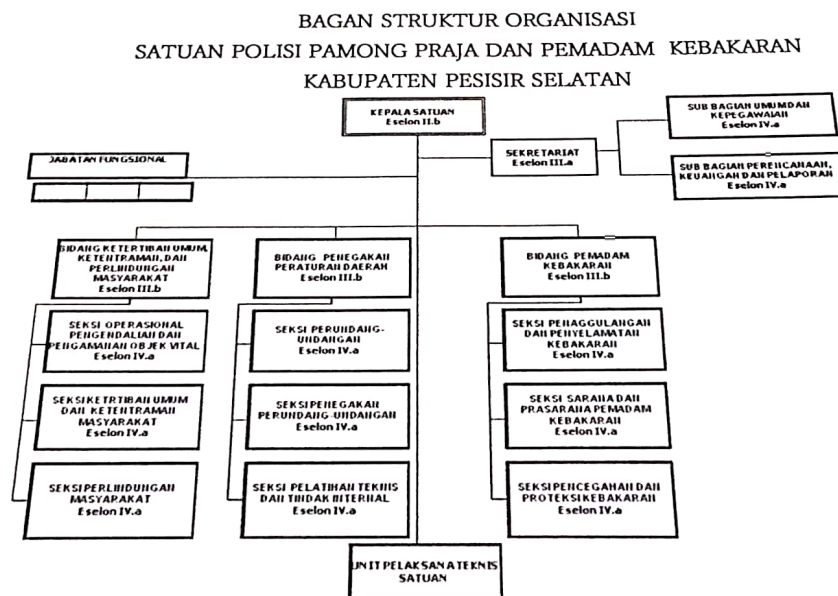 BAGAN STRUKTUR ORGANISASI
SATUAN POLISI PAMONG PRAJA DAN PEMADAM KEBAKARAN
KABUPATEN PESISIR SELATAN
KEPALA SATUAN
Eselon II.b
SUB BAGIAN UMUM DAN
KEPEGAWAIAN
Eselon IV.a
SEKRETARIAT
Eselon III.a
JABATAN FUNGSIONAL
SUB BAGIAN PERENCANAAN,
KEUANGAN DAN PELAPORAN
Eselon IV.a
BIDANG KETERTIBAN UMUM,
KETENTRAMAN, DAN
PERLINDUNGAN
MASYARAKAT
Eselon III.b
BIDANG PENEGAKAN
PERATURAN DAERAH
Eselon III.b
BIDANG PEMADAM
KEBAKARAN
Eselon III.b
SEKSI OPERASIONAL
PENGENDALIAN DAN
PENGAMANAN OBJEK VITAL
Eselon IV.a
SEKSI PERUNDANG-
UNDANGAN
Eselon IV.a
SEKSI PENAGGULANGAN
DAN PENYELAMATAN
KEBAKARAN
Eselon IV.a
SEKSI KETRTIBAN UMUM
DAN KETENTRAMAN
MASYARAKAT
Eselon IV.a
SEKSI PENEGAKAN
PERUNDANG-UNDANGAN
Eselon IV.a
SEKSI SARANA DAN
PRASARANA PEMADAM
KEBAKARAN
Eselon IV.a
SEKSI PERLINDUNGAN
MASYARAKAT
Eselon IV.a
SEKSI PELATIHAN TEKNIS
DAN TINDAK INTERNAL
Eselon IV.a
SEKSI PENCEGAHAN DAN
PROTEKSI KEBAKARAN
Eselon IV.a
UNIT PELAKSANA TEKNIS
SATUAN